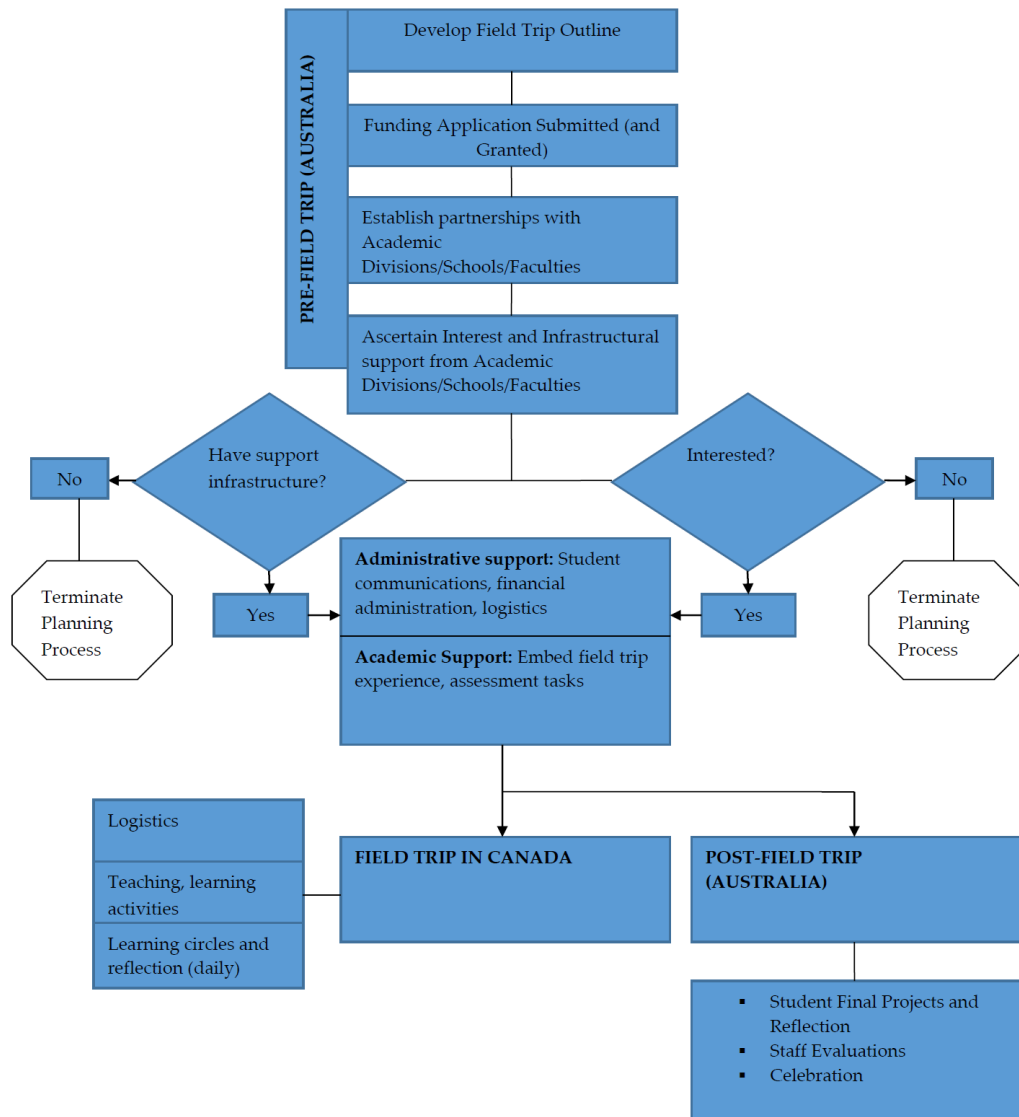 PRE-FIELD TRIP (AUSTRALIA)
Develop Field Trip Outline
Funding Application Submitted (and
Granted)
Establish partnerships with
Academic
Divisions/Schools/Faculties
Ascertain Interest and Infrastructural
support from Academic
Divisions/Schools/Faculties
Have support
infrastructure?
Interested?
No
No
Terminate
Planning
Process
Yes
Administrative support: Student
communications, financial
administration, logistics
Academic Support: Embed field trip
experience, assessment tasks
Yes
Terminate
Planning
Process
Logistics
Teaching, learning
activities
Learning circles and
reflection (daily)
FIELD TRIP IN CANADA
POST-FIELD TRIP
(AUSTRALIA)
▪ Student Final Projects and
Reflection
▪ Staff Evaluations
▪ Celebration